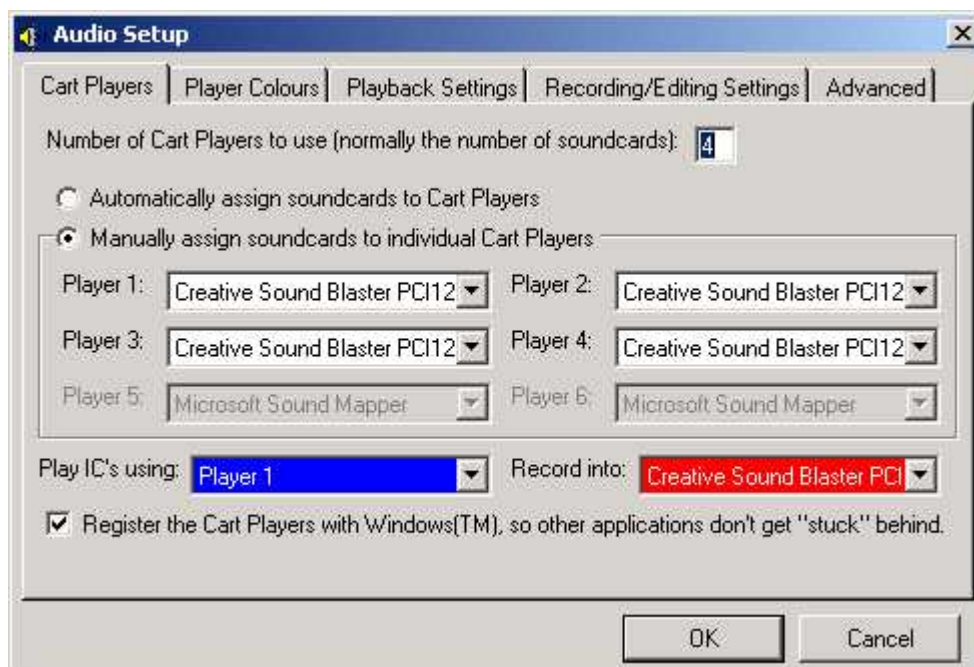 Audio Setup
Cart Players Player Colours Playback Settings Recording/Editing Settings Advanced
Number of Cart Players to use (normally the number of soundcards): 4
Automatically assign soundcards to Cart Players
Manually assign soundcards to individual Cart Players
Player 1: Creative Sound Blaster PCI12 Player 2: Creative Sound Blaster PCI12
Player 3: Creative Sound Blaster PCI12 Player 4: Creative Sound Blaster PCI12
Player 5: Microsoft Sound Mapper Player 6: Microsoft Sound Mapper
Play IC's using: Player 1 Record into: Creative Sound Blaster PCI
Register the Cart Players with Windows(TM), so other applications don't get "stuck" behind.
OK Cancel